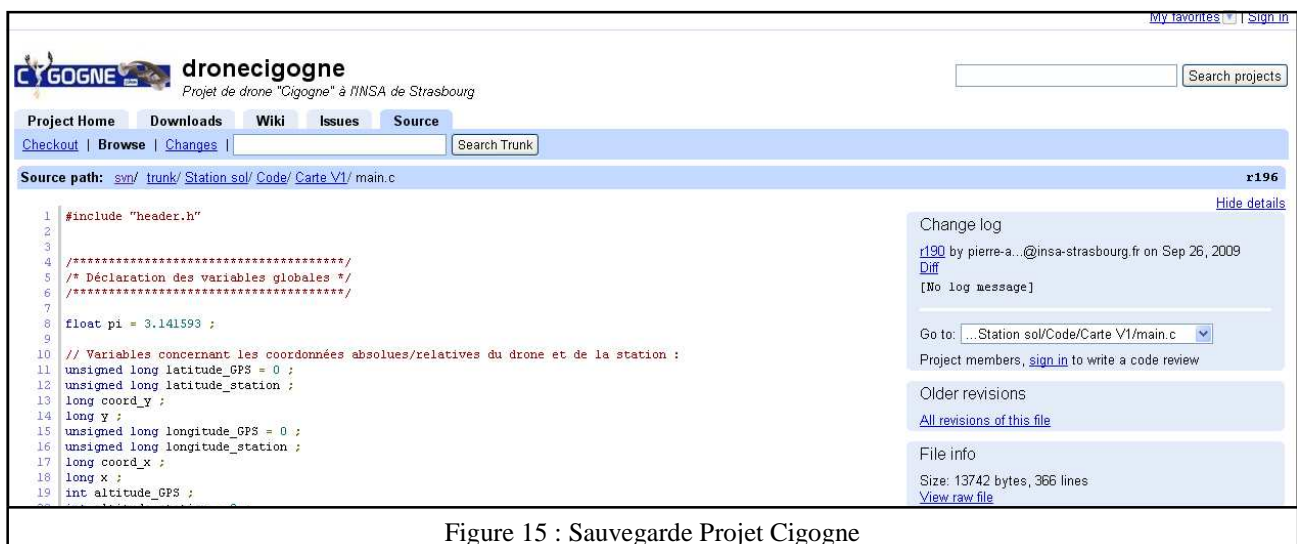 My favorites | Sign in
CYGOGNE
dronecigogne
Projet de drone "Cigogne" à l'INSA de Strasbourg
Search projects
Project Home Downloads Wiki Issues Source
Checkout | Browse | Changes | Search Trunk
Source path: svn/ trunk/ Station sol/ Code/ Carte V1/ main.c r196
Hide details
1 #include "header.h"
2
3
4 /**************************************/
5 /* Déclaration des variables globales */
6 /**************************************/
7
8 float pi = 3.141593 ;
9
10 // Variables concernant les coordonnées absolues/relatives du drone et de la station :
11 unsigned long latitude_GPS = 0 ;
12 unsigned long latitude_station ;
13 long coord_y ;
14 long y ;
15 unsigned long longitude_GPS = 0 ;
16 unsigned long longitude_station ;
17 long coord_x ;
18 long x ;
19 int altitude_GPS ;
Change log
r190 by pierre-a...@insa-strasbourg.fr on Sep 26, 2009
Diff
[No log message]
Go to: ...Station sol/Code/Carte V1/main.c
Project members, sign in to write a code review
Older revisions
All revisions of this file
File info
Size: 13742 bytes, 366 lines
View raw file
Figure 15 : Sauvegarde Projet Cigogne